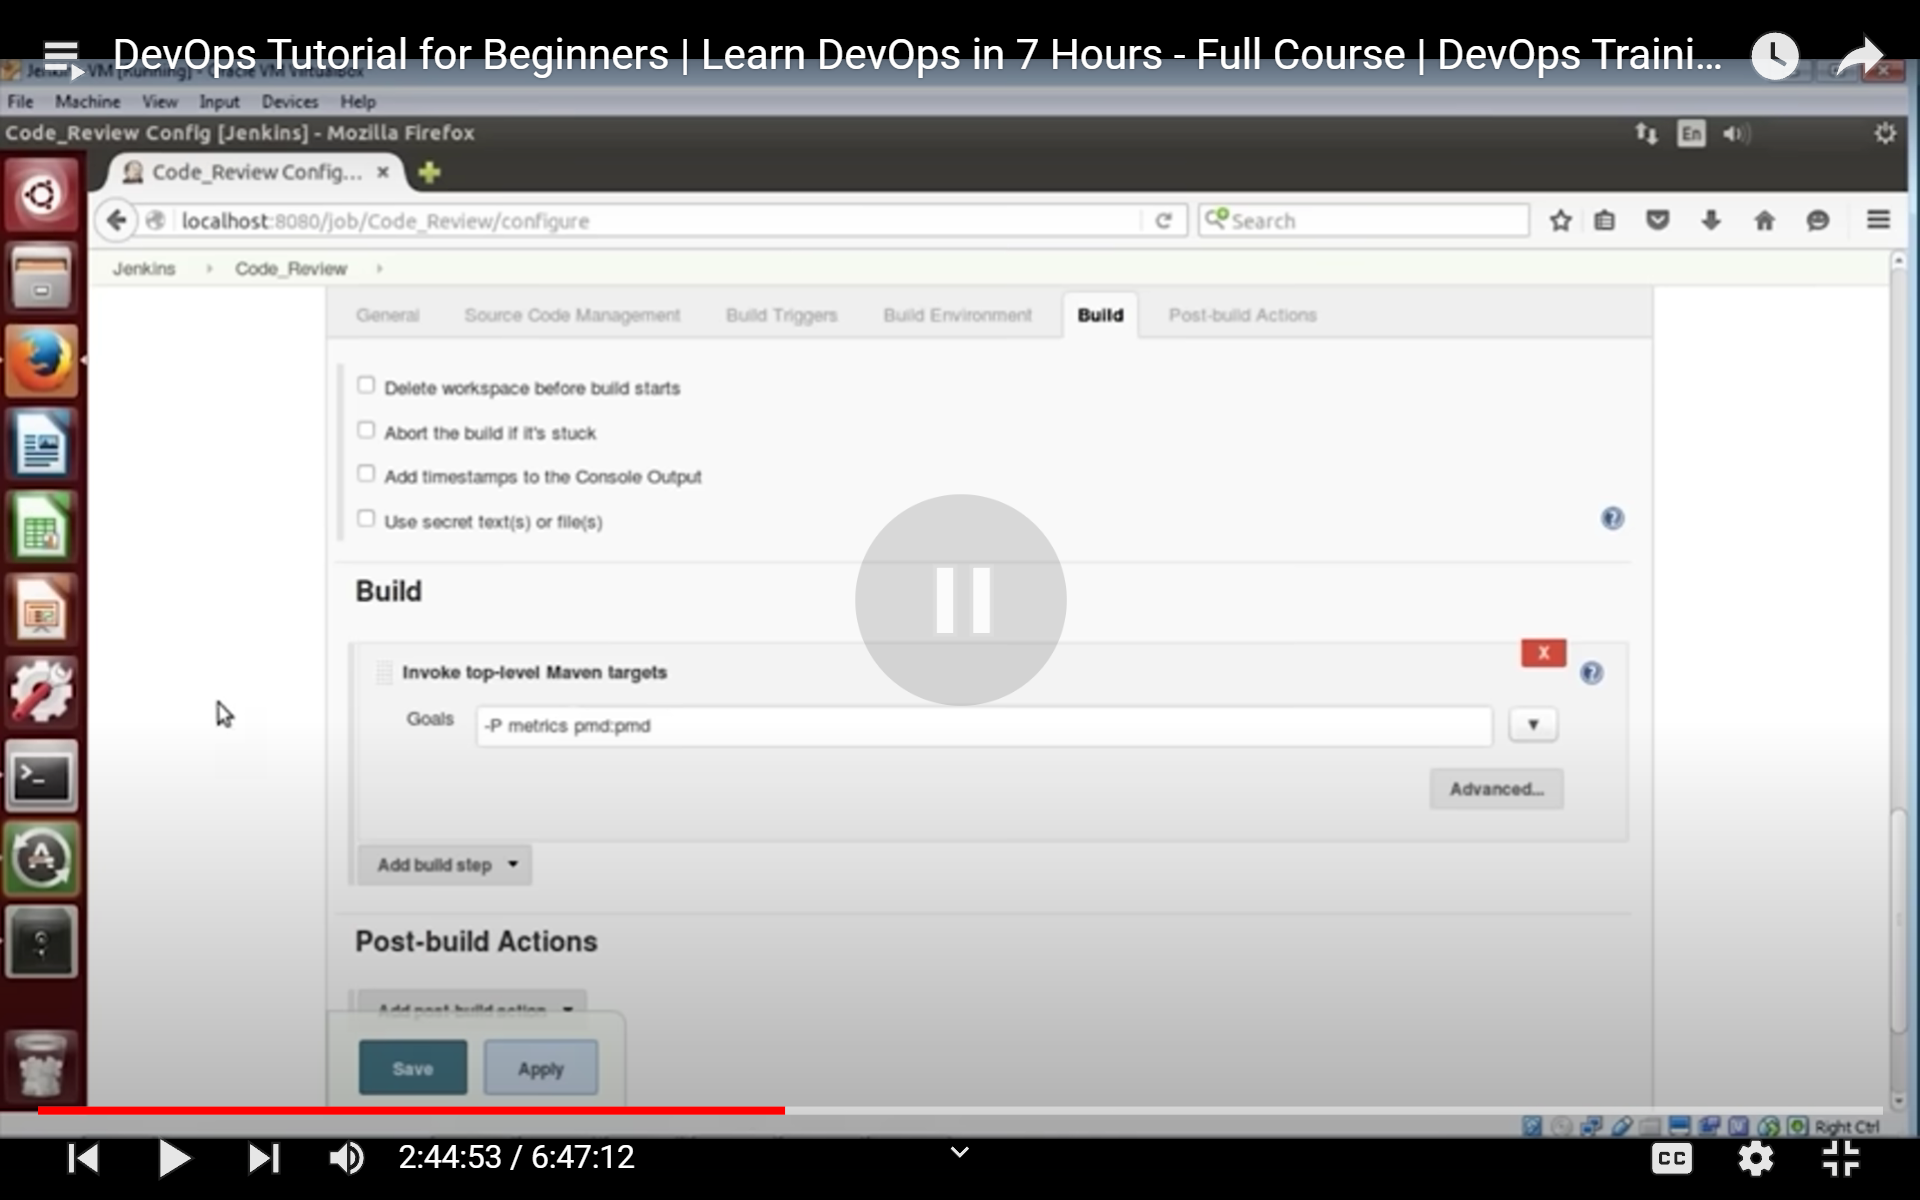 DevOps Tutorial for Beginners | Learn DevOps in 7 Hours - Full Course | DevOps Traini...
File Machine View Input Devices Help
Code_Review Config [Jenkins] - Mozilla Firefox
En
Code_Review Config...
localhost:8080/job/Code_Review/configure
Search
Jenkins Code_Review
General Source Code Management Build Triggers Build Environment Build Post-build Actions
Delete workspace before build starts
Abort the build if it's stuck
Add timestamps to the Console Output
Use secret text(s) or file(s)
Build
X
Invoke top-level Maven targets
Goals -P metrics pmd:pmd
Advanced...
Add build step
Post-build Actions
Add post-build action
Save Apply
Right Ctrl
2:44:53 / 6:47:12
CC